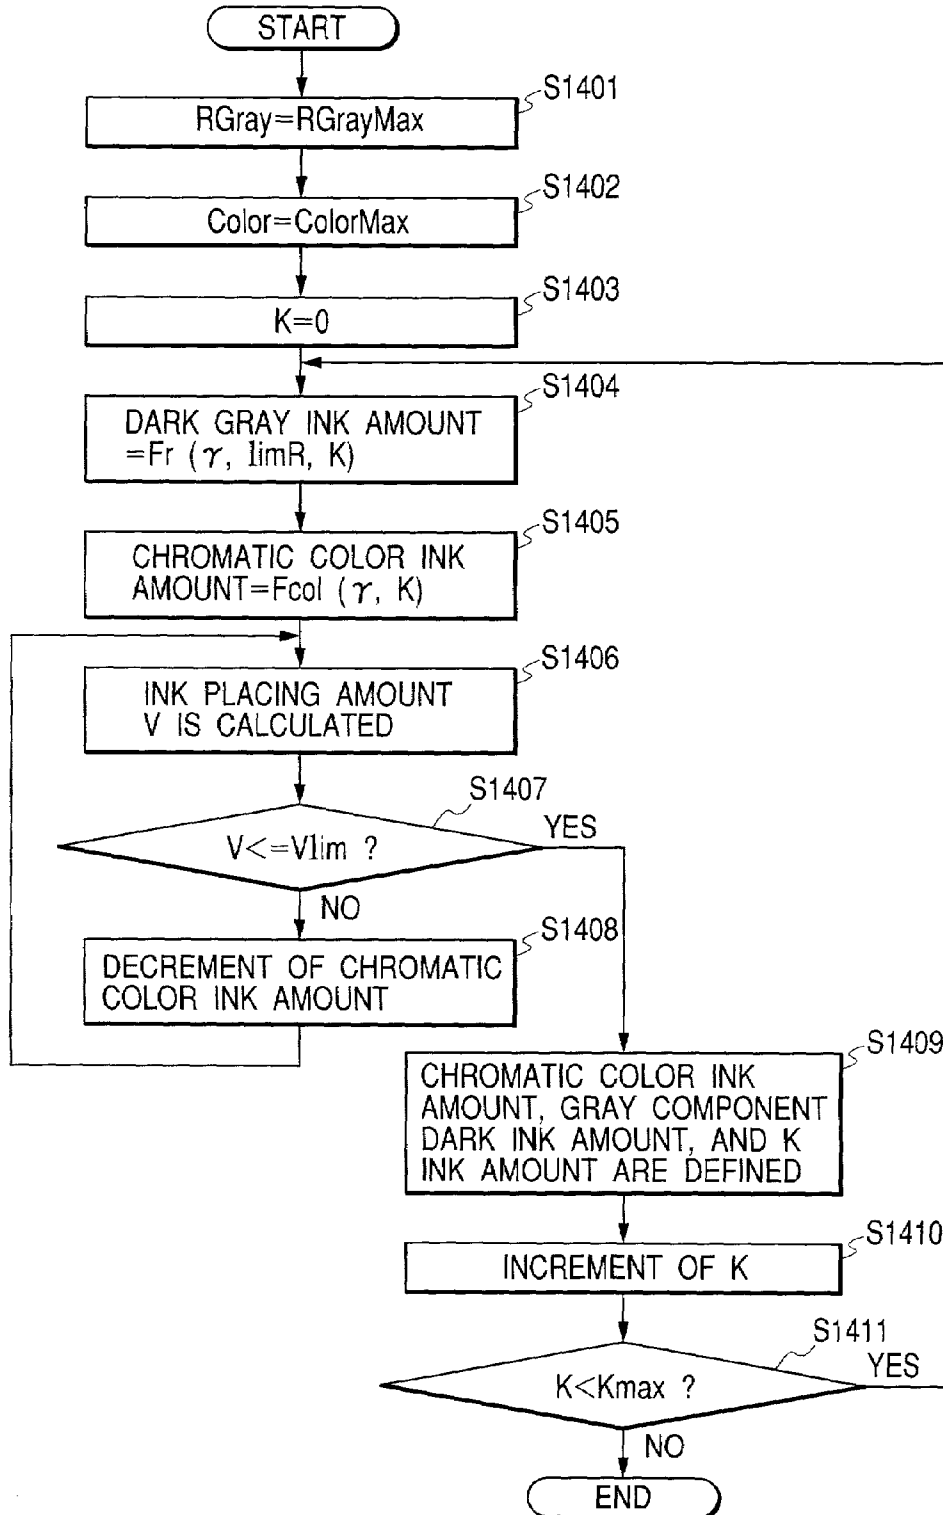 START
S1401
RGray=RGrayMax
S1402
Color=ColorMax
S1403
K=0
S1404
DARK GRAY INK AMOUNT
=Fr (γ, limR, K)
S1405
CHROMATIC COLOR INK
AMOUNT=Fcol (γ, K)
S1406
INK PLACING AMOUNT
V IS CALCULATED
S1407
V<=Vlim ?
YES
NO
S1408
DECREMENT OF CHROMATIC
COLOR INK AMOUNT
S1409
CHROMATIC COLOR INK
AMOUNT, GRAY COMPONENT
DARK INK AMOUNT, AND K
INK AMOUNT ARE DEFINED
S1410
INCREMENT OF K
S1411
K<Kmax ?
YES
NO
END